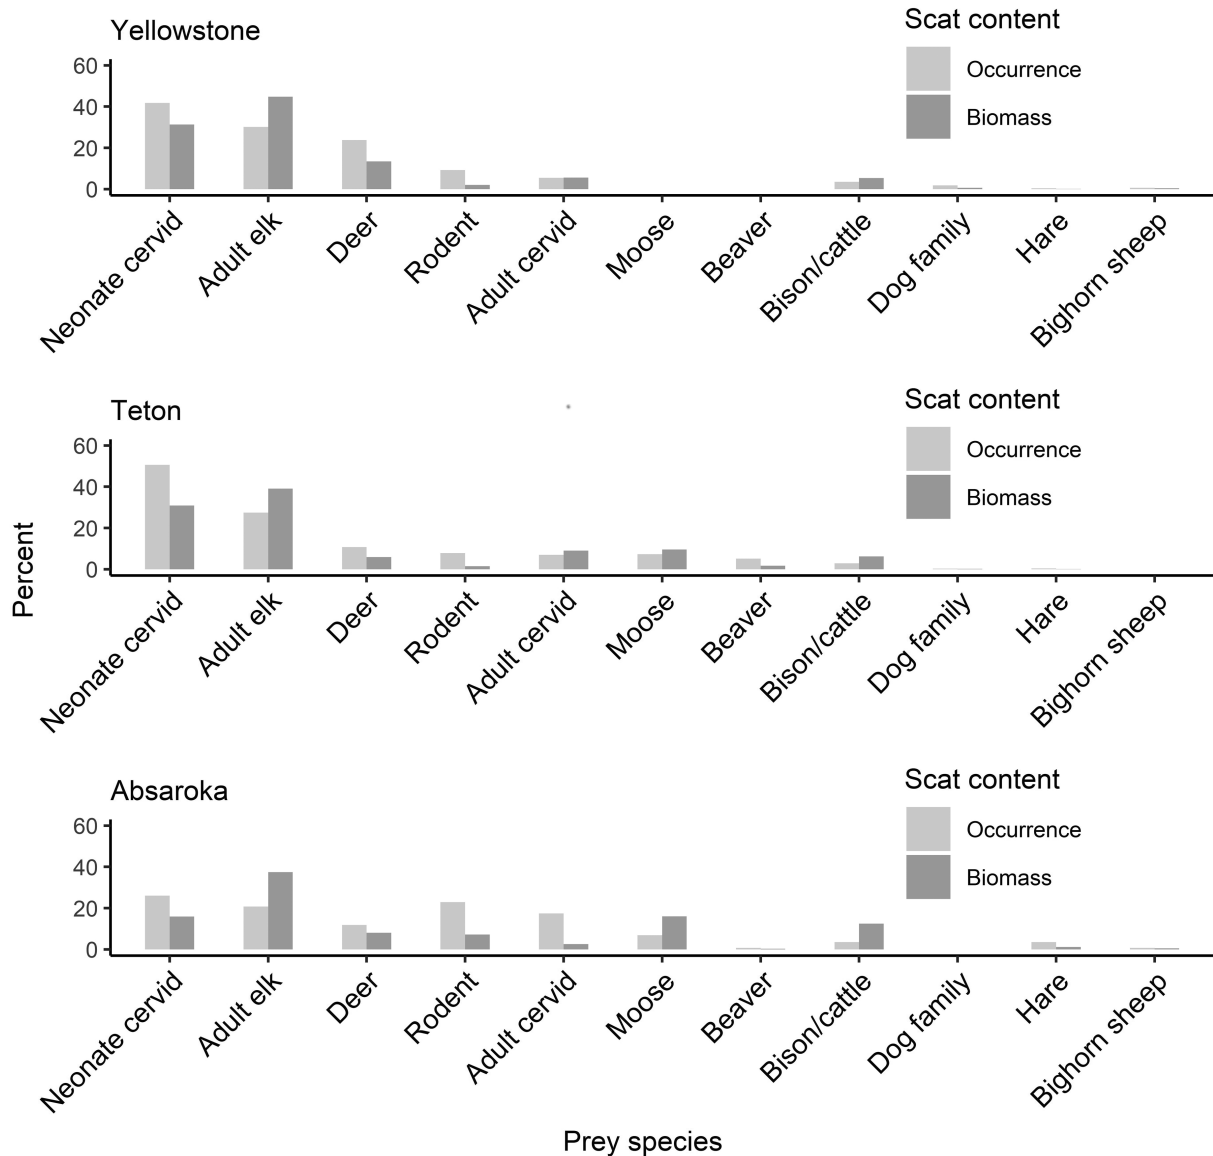 Yellowstone
Scat content
Occurrence
Biomass
60
40
20
0
Neonate cervid
Adult elk
Deer
Rodent
Adult cervid
Moose
Beaver
Bison/cattle
Dog family
Hare
Bighorn sheep
Teton
Scat content
Occurrence
Biomass
60
40
20
0
Neonate cervid
Adult elk
Deer
Rodent
Adult cervid
Moose
Beaver
Bison/cattle
Dog family
Hare
Bighorn sheep
Percent
Absaroka
Scat content
Occurrence
Biomass
60
40
20
0
Neonate cervid
Adult elk
Deer
Rodent
Adult cervid
Moose
Beaver
Bison/cattle
Dog family
Hare
Bighorn sheep
Prey species